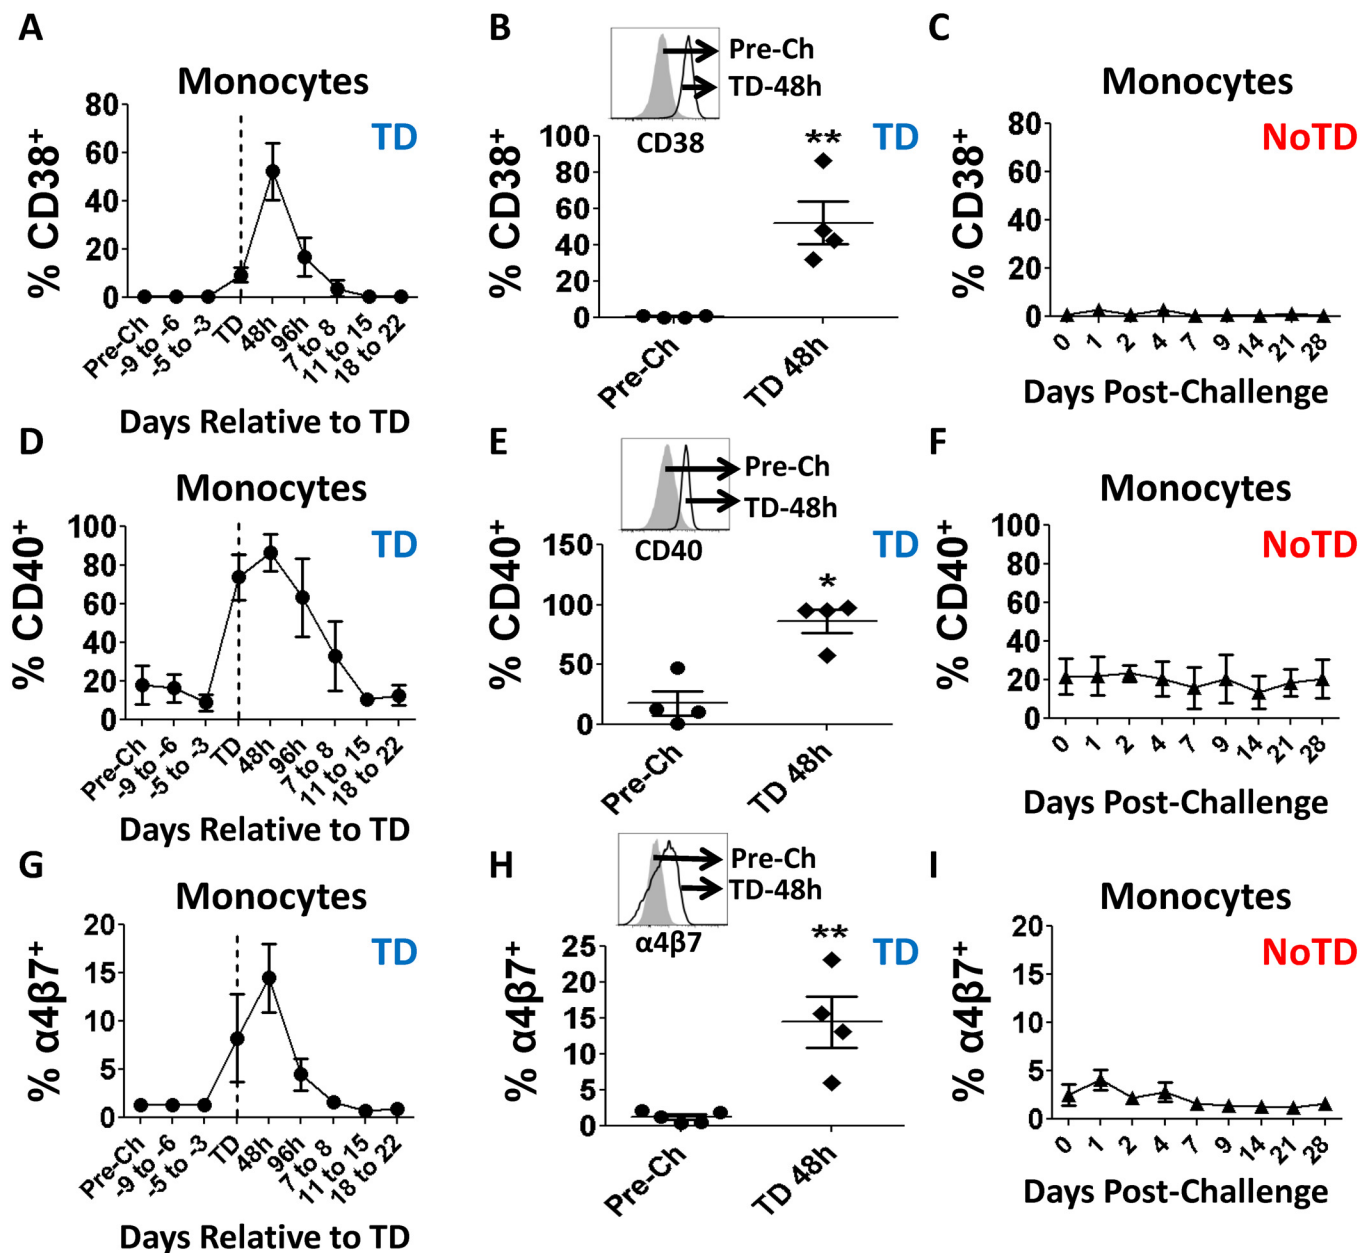 A
Monocytes
TD
% CD38⁺
80
60
40
20
0
Pre-Ch
-9 to -6
-5 to -3
TD
48h
96h
7 to 8
11 to 15
18 to 22
Days Relative to TD
B
Pre-Ch
TD-48h
CD38
TD
**
% CD38⁺
100
80
60
40
20
0
Pre-Ch
TD 48h
C
Monocytes
NoTD
% CD38⁺
80
60
40
20
0
0
1
2
4
7
9
14
21
28
Days Post-Challenge
D
Monocytes
TD
% CD40⁺
100
80
60
40
20
0
Pre-Ch
-9 to -6
-5 to -3
TD
48h
96h
7 to 8
11 to 15
18 to 22
Days Relative to TD
E
Pre-Ch
TD-48h
CD40
TD
*
% CD40⁺
150
100
50
0
Pre-Ch
TD 48h
F
Monocytes
NoTD
% CD40⁺
100
80
60
40
20
0
0
1
2
4
7
9
14
21
28
Days Post-Challenge
G
Monocytes
TD
% α4β7⁺
20
15
10
5
0
Pre-Ch
-9 to -6
-5 to -3
TD
48h
96h
7 to 8
11 to 15
18 to 22
Days Relative to TD
H
Pre-Ch
TD-48h
α4β7
TD
**
% α4β7⁺
25
20
15
10
5
0
Pre-Ch
TD 48h
I
Monocytes
NoTD
% α4β7⁺
20
15
10
5
0
0
1
2
4
7
9
14
21
28
Days Post-Challenge